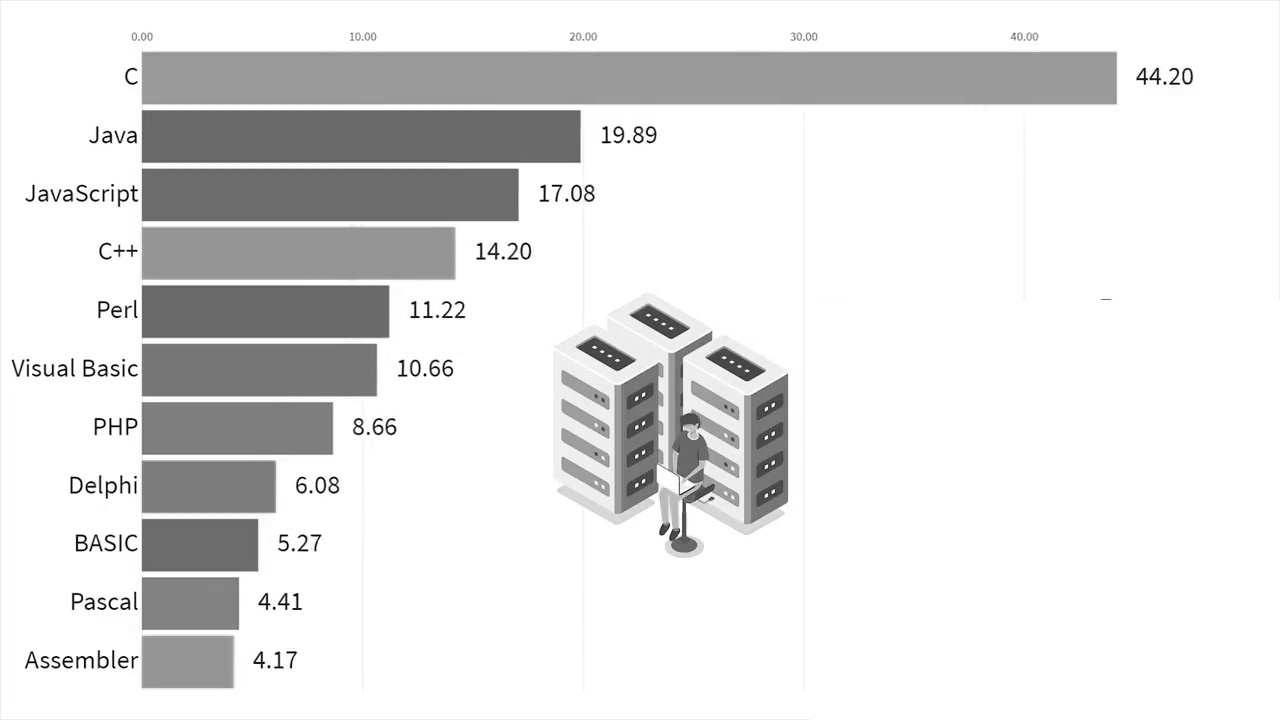 0.00 10.00 20.00 30.00 40.00
C 44.20
Java 19.89
JavaScript 17.08
C++ 14.20
Perl 11.22
Visual Basic 10.66
PHP 8.66
Delphi 6.08
BASIC 5.27
Pascal 4.41
Assembler 4.17